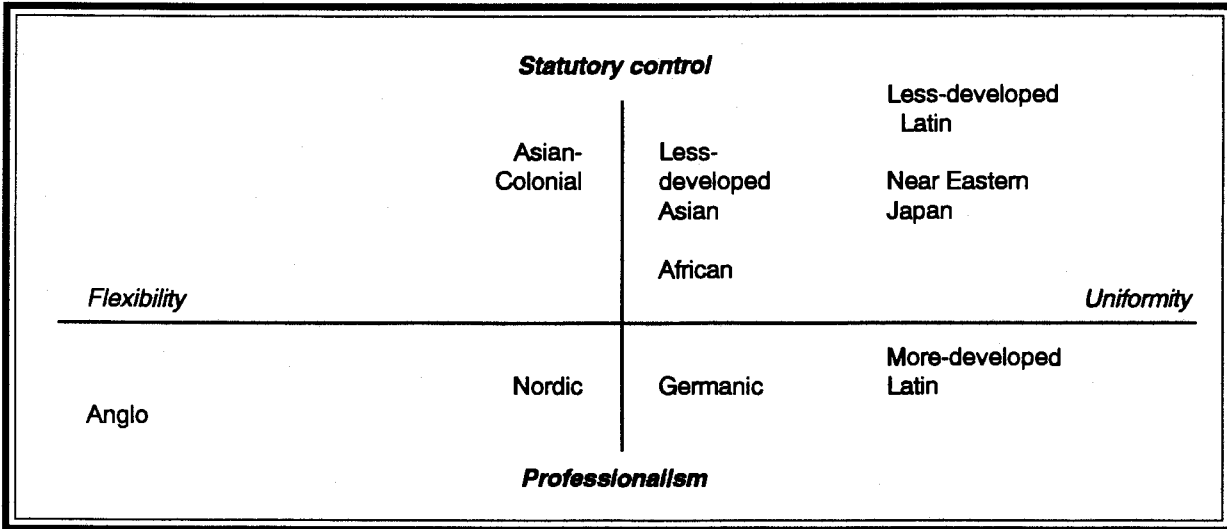 Statutory control
Less-developed
Latin
Asian-
Colonial
Less-
developed
Asian
Near Eastern
Japan
African
Flexibility
Uniformity
More-developed
Latin
Nordic
Germanic
Anglo
Professionalism